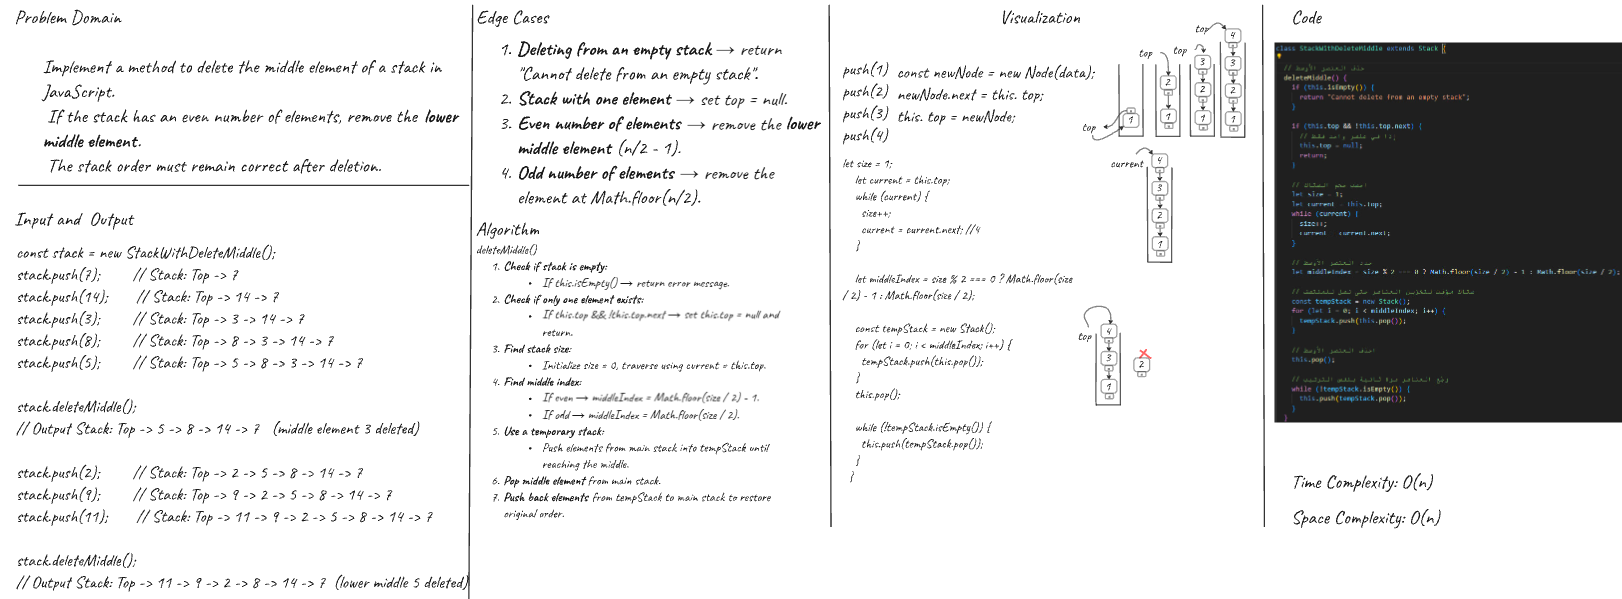 Problem Domain
Implement a method to delete the middle element of a stack in
JavaScript.
If the stack has an even number of elements, remove the lower
middle element.
The stack order must remain correct after deletion.
Input and Output
const stack = new StackWithDeleteMiddle();
stack.push(7); // Stack: Top -> 7
stack.push(14); // Stack: Top -> 14 -> 7
stack.push(3); // Stack: Top -> 3 -> 14 -> 7
stack.push(8); // Stack: Top -> 8 -> 3 -> 14 -> 7
stack.push(5); // Stack: Top -> 5 -> 8 -> 3 -> 14 -> 7
stack.deleteMiddle();
// Output Stack: Top -> 5 -> 8 -> 14 -> 7 (middle element 3 deleted)
stack.push(2); // Stack: Top -> 2 -> 5 -> 8 -> 14 -> 7
stack.push(9); // Stack: Top -> 9 -> 2 -> 5 -> 8 -> 14 -> 7
stack.push(11); // Stack: Top -> 11 -> 9 -> 2 -> 5 -> 8 -> 14 -> 7
stack.deleteMiddle();
// Output Stack: Top -> 11 -> 9 -> 2 -> 8 -> 14 -> 7 (lower middle 5 deleted)
Edge Cases
1. Deleting from an empty stack → return
"Cannot delete from an empty stack".
2. Stack with one element → set top = null.
3. Even number of elements → remove the lower
middle element (n/2 - 1).
4. Odd number of elements → remove the
element at Math.floor(n/2).
Algorithm
deleteMiddle()
1. Check if stack is empty:
• If this.isEmpty() → return error message.
2. Check if only one element exists:
• If this.top && !this.top.next → set this.top = null and
return.
3. Find stack size:
• Initialize size = 0, traverse using current = this.top.
4. Find middle index:
• If even → middleIndex = Math.floor(size / 2) - 1.
• If odd → middleIndex = Math.floor(size / 2).
5. Use a temporary stack:
• Push elements from main stack into tempStack until
reaching the middle.
6. Pop middle element from main stack.
7. Push back elements from tempStack to main stack to restore
original order.
Visualization
push(1) const newNode = new Node(data);
push(2) newNode.next = this. top;
push(3) this. top = newNode;
push(4)
top
1
top
2
1
top
3
2
1
top
4
3
2
1
let size = 1;
let current = this.top;
while (current) {
size++;
current = current.next; //4
}
current
4
3
2
1
let middleIndex = size % 2 === 0 ? Math.floor(size
/ 2) - 1 : Math.floor(size / 2);
const tempStack = new Stack();
for (let i = 0; i < middleIndex; i++) {
tempStack.push(this.pop());
}
this.pop();
while (!tempStack.isEmpty()) {
this.push(tempStack.pop());
}
}
top
4
3
1
2
Code
class StackWithDeleteMiddle extends Stack {
// حذف العنصر الأوسط
deleteMiddle() {
if (this.isEmpty()) {
return "Cannot delete from an empty stack";
}
if (this.top && !this.top.next) {
this.top = null;
return;
}
let size = 1;
let current = this.top;
while (current) {
size++;
current = current.next;
}
// حدد العنصر الأوسط
let middleIndex = size % 2 === 0 ? Math.floor(size / 2) - 1 : Math.floor(size / 2);
const tempStack = new Stack();
for (let i = 0; i < middleIndex; i++) {
tempStack.push(this.pop());
}
// احذف العنصر الأوسط
this.pop();
while (!tempStack.isEmpty()) {
this.push(tempStack.pop());
}
}
Time Complexity: O(n)
Space Complexity: O(n)